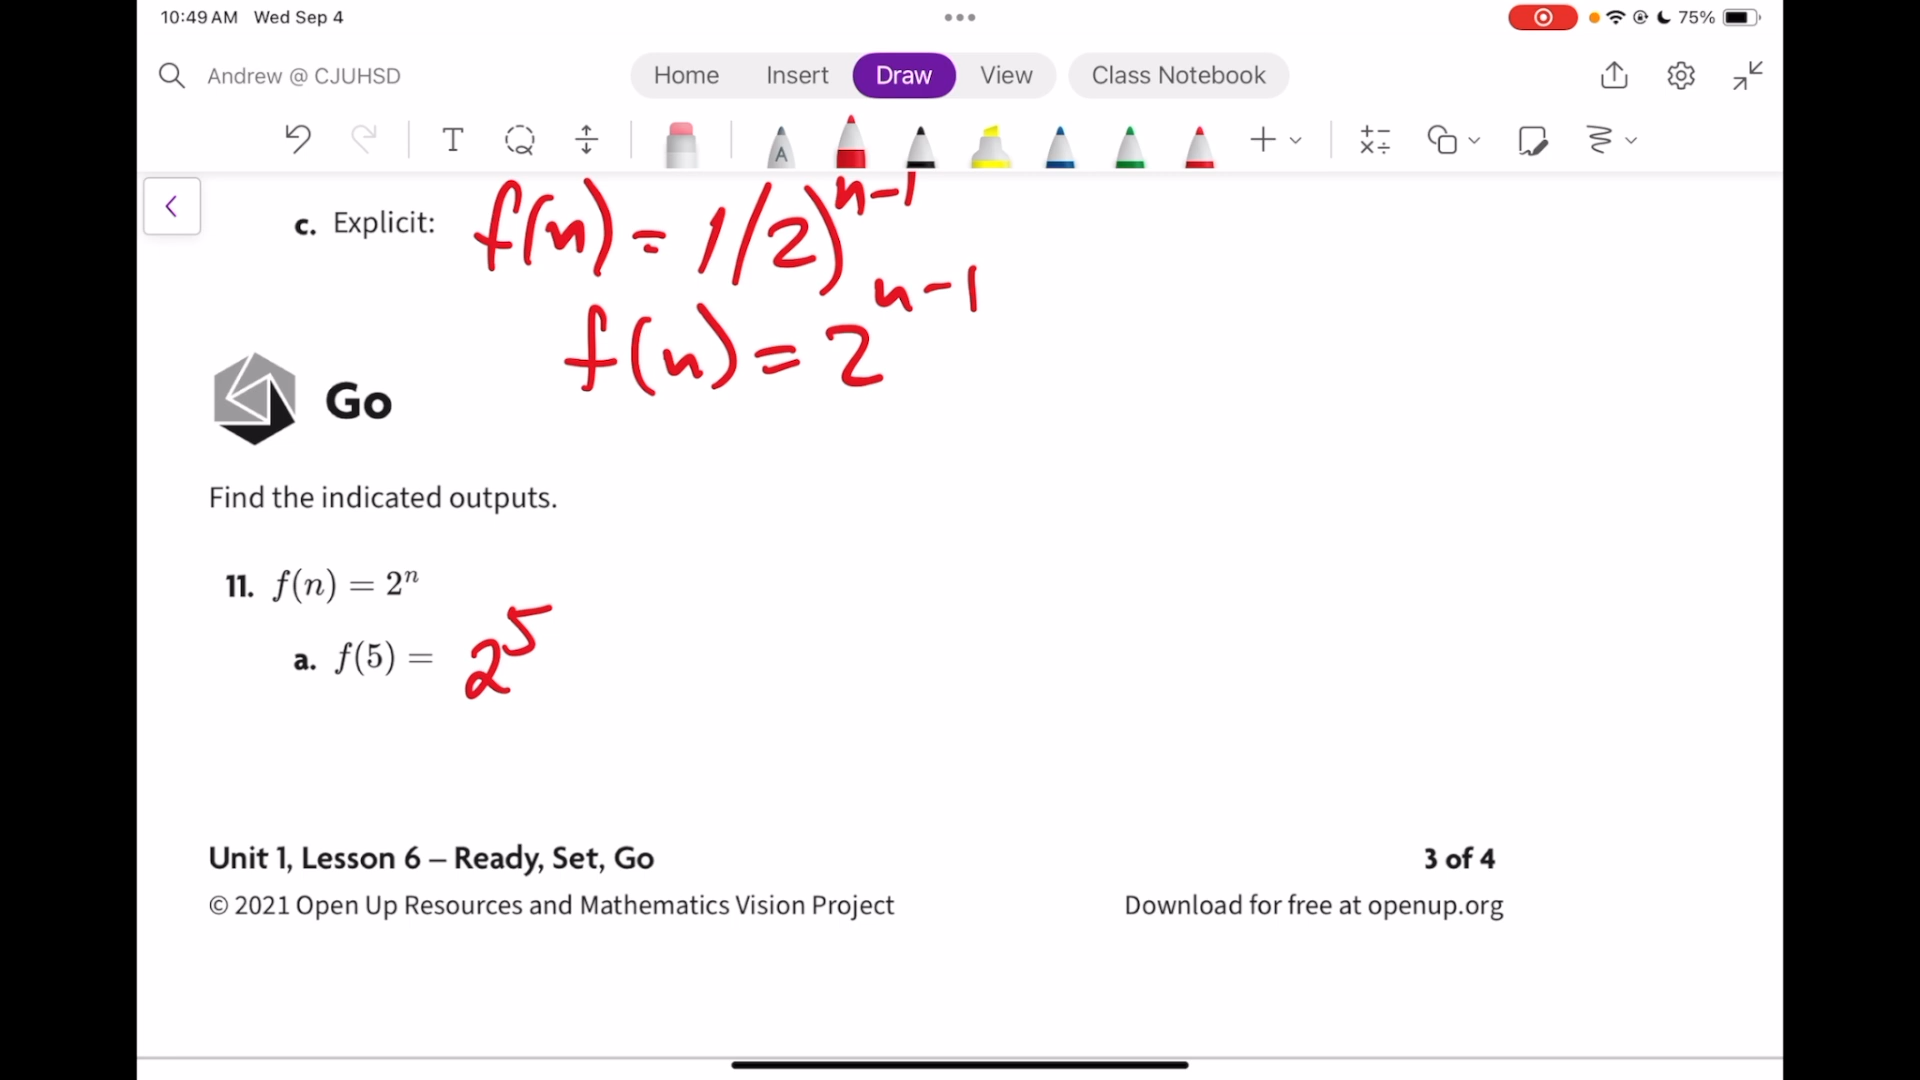 10:49 AM Wed Sep 4
75%
Andrew @ CJUHSD
Home Insert Draw View Class Notebook
T
A
c. Explicit: f(n) = 1(2)^{n-1}
f(n) = 2^{n-1}
Go
Find the indicated outputs.
11. f(n) = 2^n
a. f(5) = 2^5
Unit 1, Lesson 6 – Ready, Set, Go
3 of 4
© 2021 Open Up Resources and Mathematics Vision Project
Download for free at openup.org